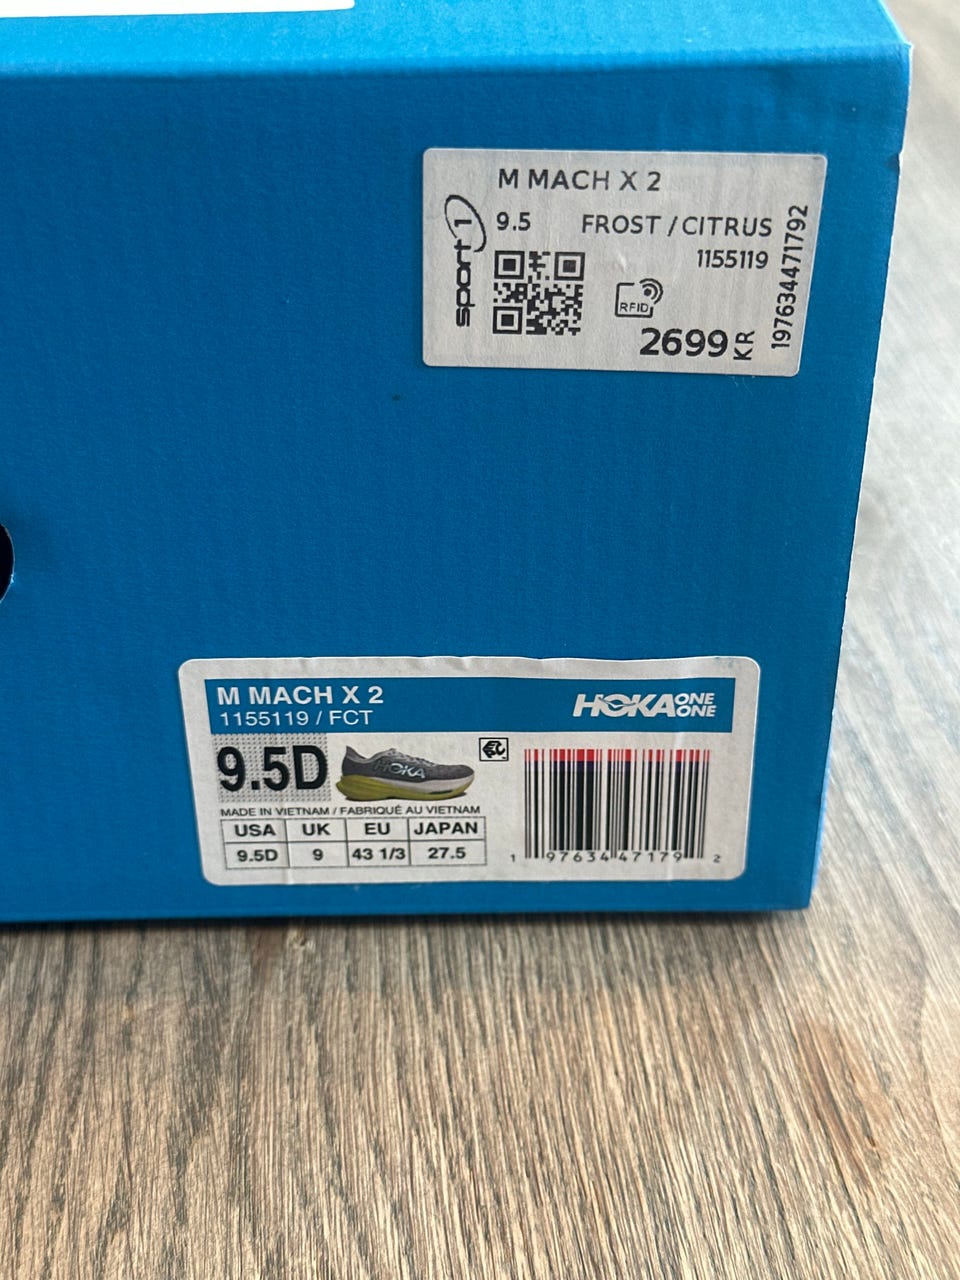 M MACH X 2
9.5 FROST / CITRUS
1155119
sport1
RFID
2699 KR
197634471792
M MACH X 2
1155119 / FCT
HOKA ONE ONE
9.5D
HOKA
MADE IN VIETNAM / FABRIQUÉ AU VIETNAM
USA UK EU JAPAN
9.5D 9 43 1/3 27.5
1 97634 47179 2